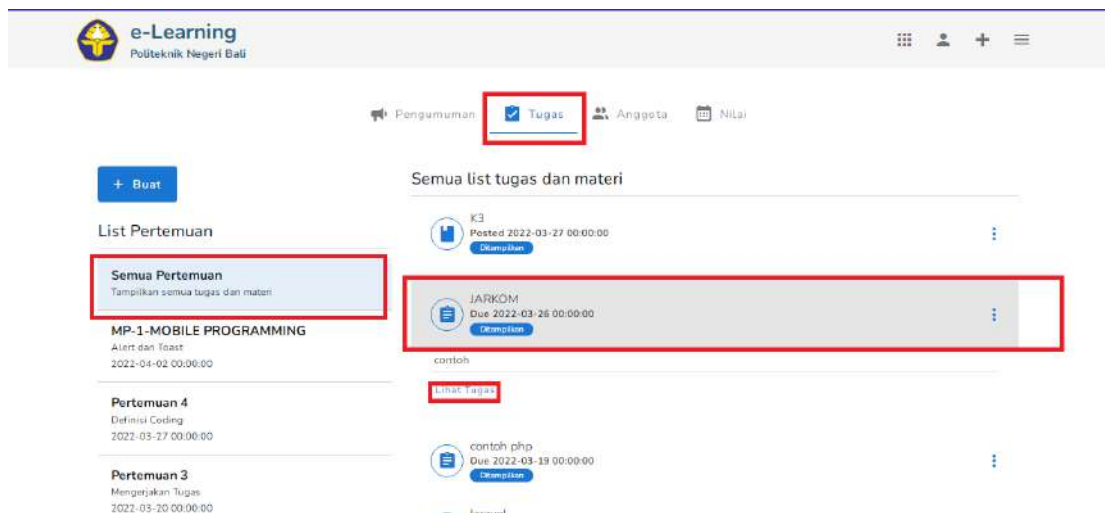 e-Learning
Politeknik Negeri Bali
Pengumuman
Tugas
Anggota
Nilai
+ Buat
List Pertemuan
Semua Pertemuan
Tampilkan semua tugas dan materi
MP-1-MOBILE PROGRAMMING
Alert dan Toast
2022-04-02 00:00:00
Pertemuan 4
Definisi Coding
2022-03-27 00:00:00
Pertemuan 3
Mengerjakan Tugas
2022-03-20 00:00:00
Semua list tugas dan materi
K3
Posted 2022-03-27 00:00:00
Ditampilkan
JARKOM
Due 2022-03-26 00:00:00
Ditampilkan
contoh
Lihat Tugas
contoh php
Due 2022-03-19 00:00:00
Ditampilkan